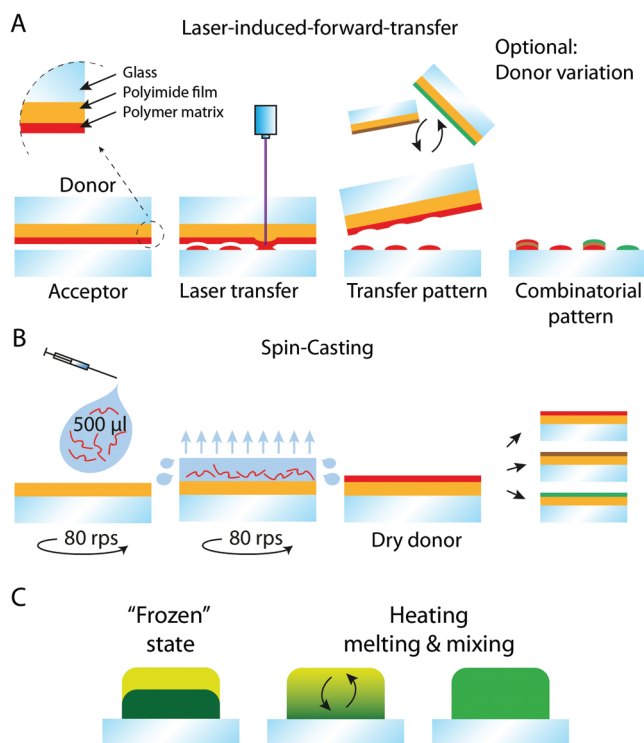 A
Laser-induced-forward-transfer
Optional:
Donor variation
Glass
Polyimide film
Polymer matrix
Donor
Acceptor
Laser transfer
Transfer pattern
Combinatorial
pattern
B
Spin-Casting
500 µl
80 rps
80 rps
Dry donor
C
“Frozen”
state
Heating
melting & mixing